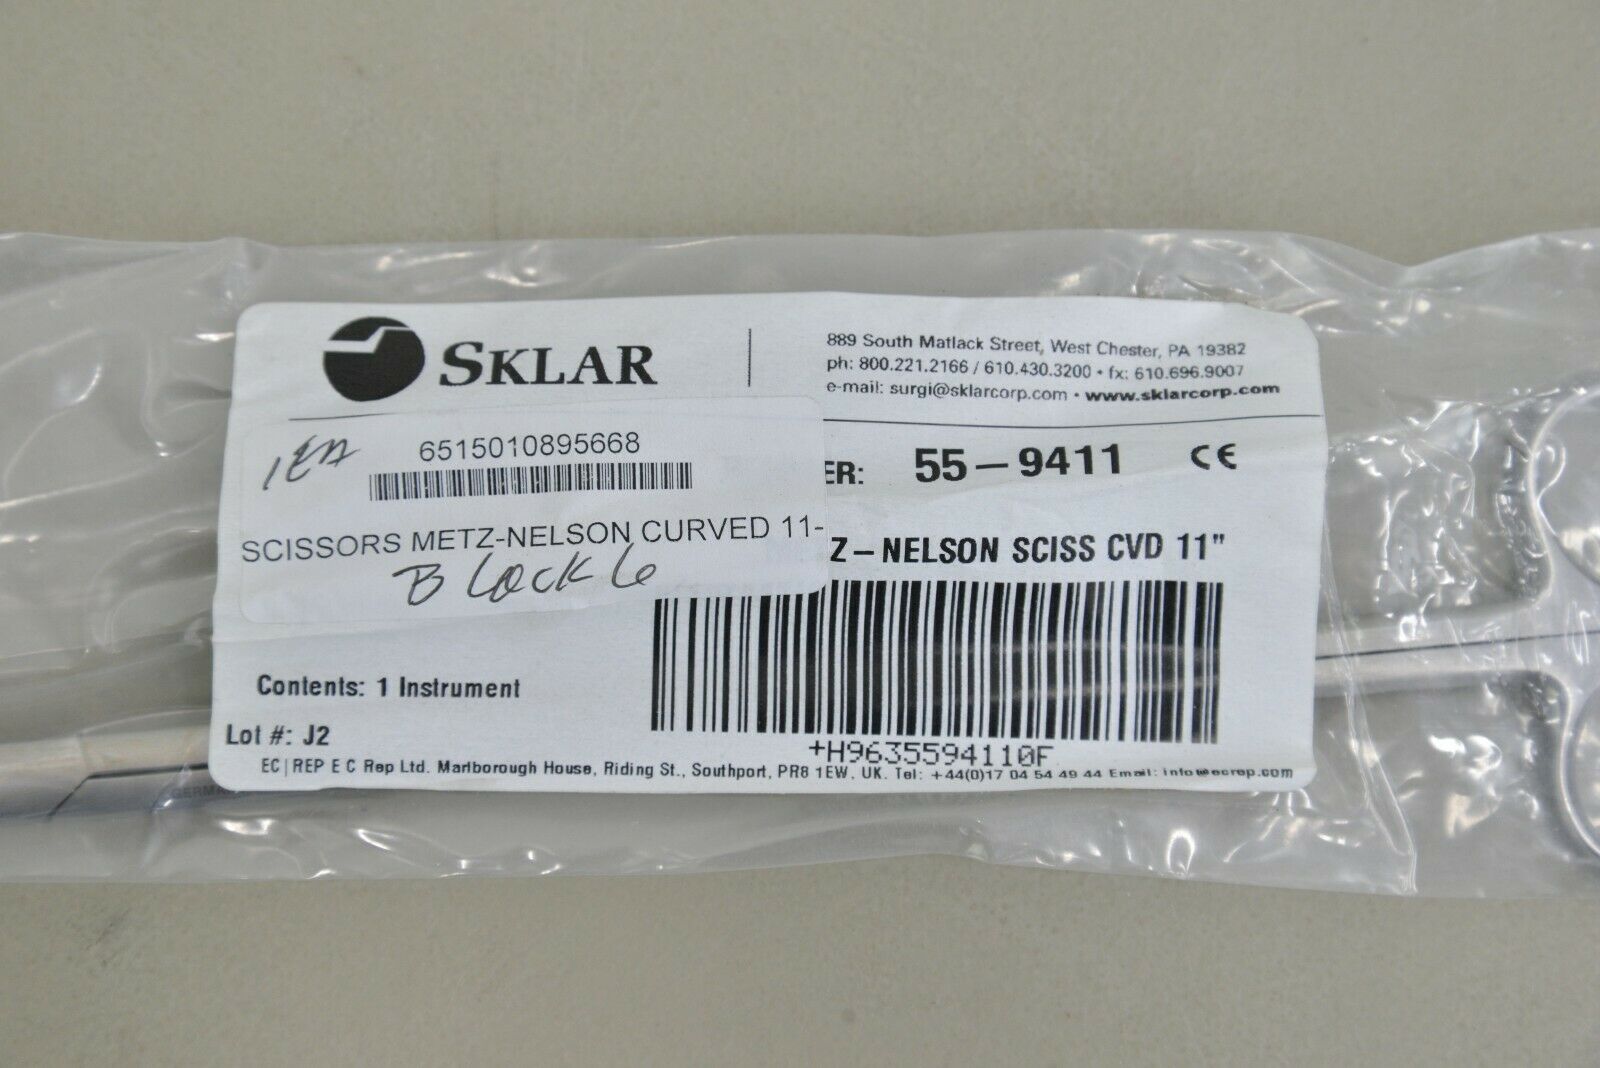 SKLAR
889 South Matlack Street, West Chester, PA 19382
ph: 800.221.2166 / 610.430.3200 • fx: 610.696.9007
e-mail: surgi@sklarcorp.com • www.sklarcorp.com
1EA
6515010895668
SCISSORS METZ-NELSON CURVED 11-
Block 6
ER: 55-9411 CE
Z-NELSON SCISS CVD 11"
Contents: 1 Instrument
Lot #: J2
+H9635594110F
EC|REP E C Rep Ltd. Marlborough House, Riding St., Southport, PR8 1EW, UK. Tel: +44(0)17 04 54 49 44 Email: info@ecrep.com